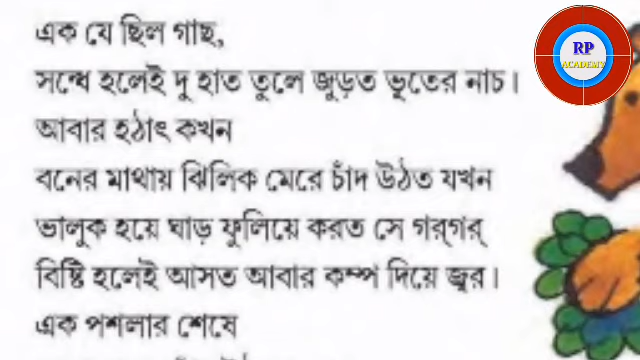 এক যে ছিল গাছ,
সন্ধে হলেই দু হাত তুলে জুড়ত ভূতের নাচ।
আবার হঠাৎ কখন
বনের মাথায় ঝিলিক মেরে চাঁদ উঠত যখন
ভালুক হয়ে ঘাড় ফুলিয়ে করত সে গর্‌গর্
বিষ্টি হলেই আসত আবার কম্প দিয়ে জ্বর।
এক পশলার শেষে
RP
ACADEMY